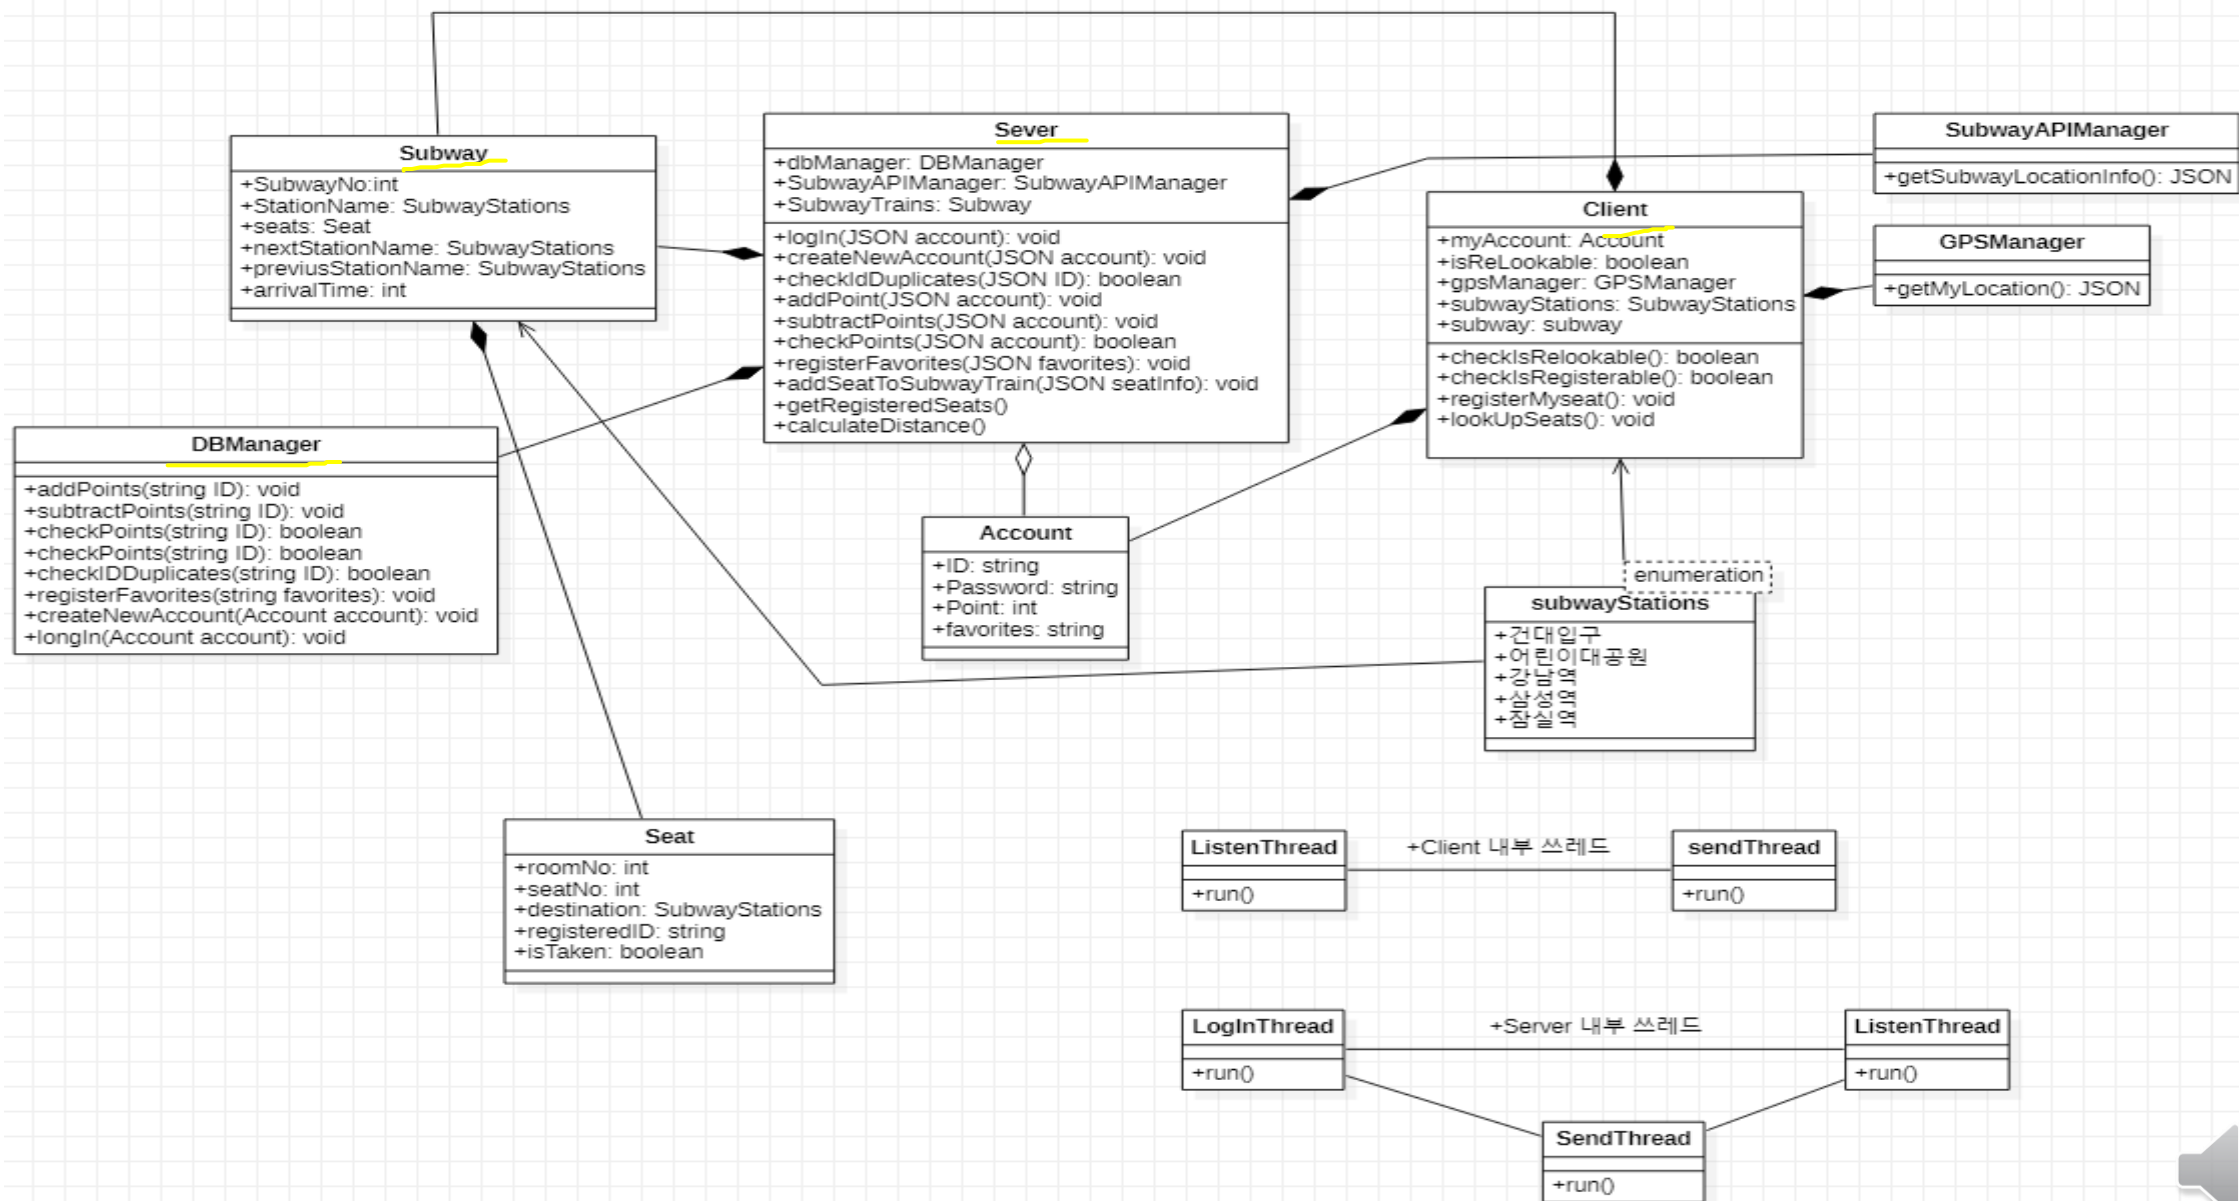 Subway
+SubwayNo:int
+StationName: SubwayStations
+seats: Seat
+nextStationName: SubwayStations
+previusStationName: SubwayStations
+arrivalTime: int
Sever
+dbManager: DBManager
+SubwayAPIManager: SubwayAPIManager
+SubwayTrains: Subway
+logIn(JSON account): void
+createNewAccount(JSON account): void
+checkIdDuplicates(JSON ID): boolean
+addPoint(JSON account): void
+subtractPoints(JSON account): void
+checkPoints(JSON account): boolean
+registerFavorites(JSON favorites): void
+addSeatToSubwayTrain(JSON seatInfo): void
+getRegisteredSeats()
+calculateDistance()
Client
+myAccount: Account
+isReLookable: boolean
+gpsManager: GPSManager
+subwayStations: SubwayStations
+subway: subway
+checkIsRelookable(): boolean
+checkIsRegisterable(): boolean
+registerMyseat(): void
+lookUpSeats(): void
SubwayAPIManager
+getSubwayLocationInfo(): JSON
GPSManager
+getMyLocation(): JSON
DBManager
+addPoints(string ID): void
+subtractPoints(string ID): void
+checkPoints(string ID): boolean
+checkPoints(string ID): boolean
+checkIDDuplicates(string ID): boolean
+registerFavorites(string favorites): void
+createNewAccount(Account account): void
+longIn(Account account): void
Account
+ID: string
+Password: string
+Point: int
+favorites: string
enumeration
subwayStations
+건대입구
+어린이대공원
+강남역
+삼성역
+잠실역
Seat
+roomNo: int
+seatNo: int
+destination: SubwayStations
+registeredID: string
+isTaken: boolean
ListenThread
+run()
+Client 내부 쓰레드
sendThread
+run()
LogInThread
+run()
+Server 내부 쓰레드
ListenThread
+run()
SendThread
+run()